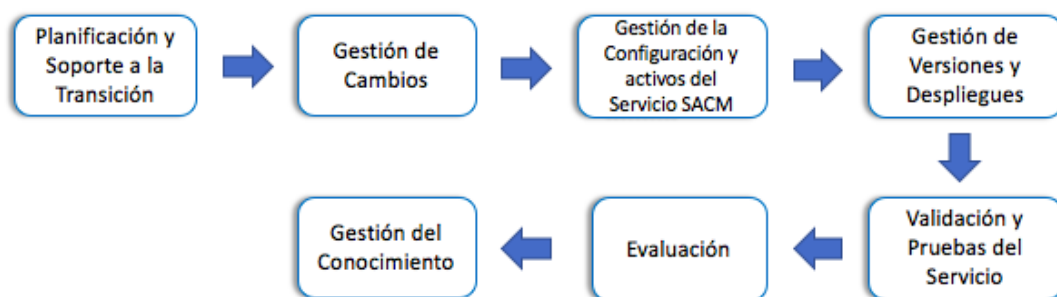 Planificación y
Soporte a la
Transición
Gestión de
Cambios
Gestión de la
Configuración y
activos del
Servicio SACM
Gestión de
Versiones y
Despliegues
Validación y
Pruebas del
Servicio
Evaluación
Gestión del
Conocimiento